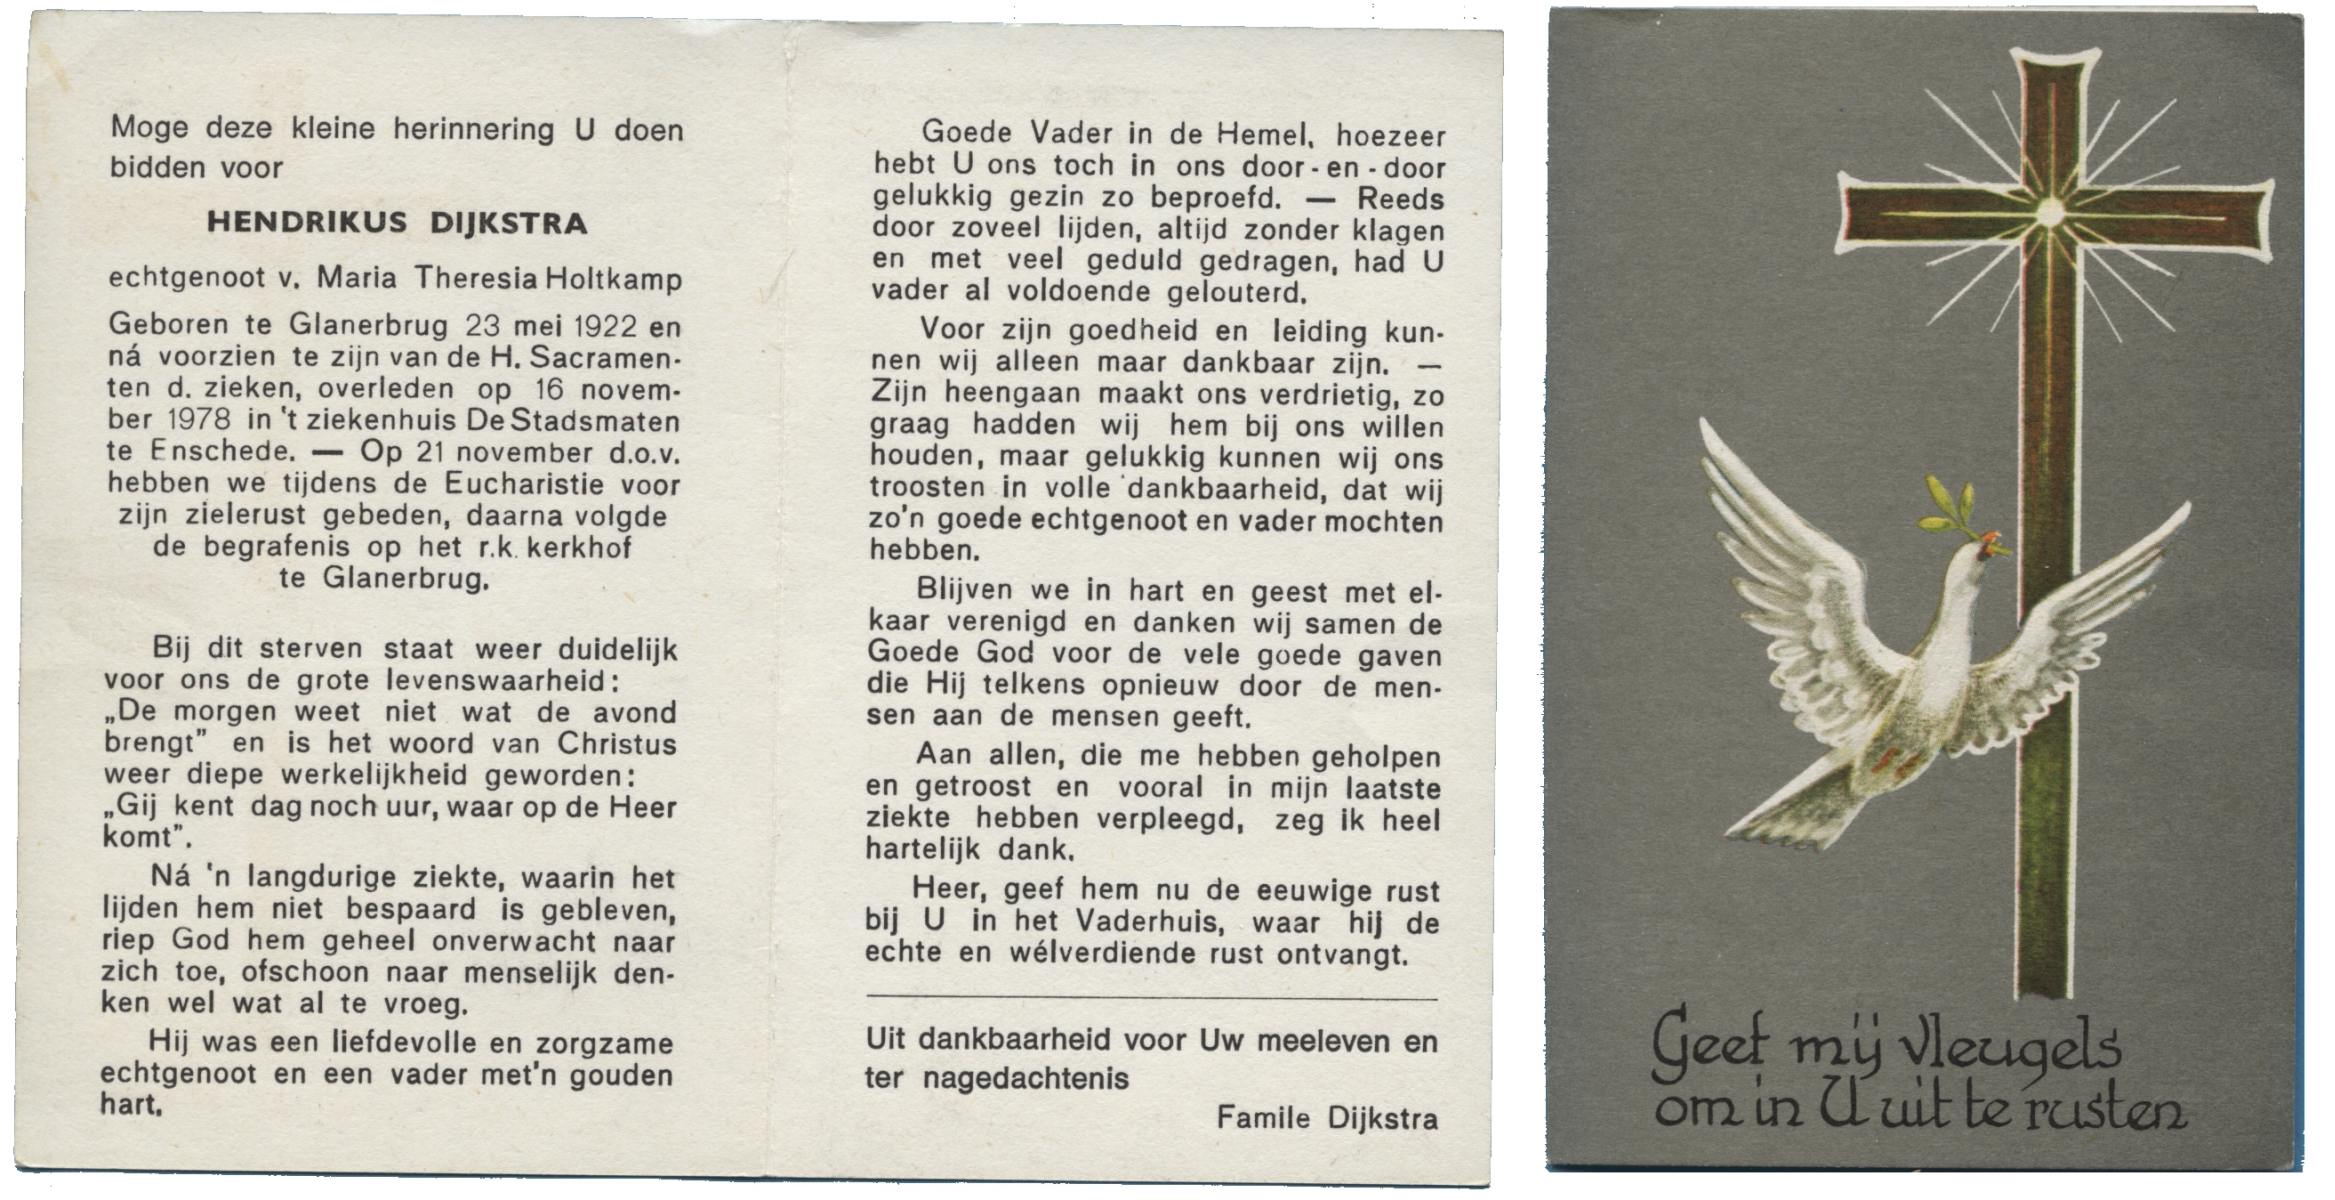 Moge deze kleine herinnering U doen
bidden voor
HENDRIKUS DIJKSTRA
echtgenoot v. Maria Theresia Holtkamp
Geboren te Glanerbrug 23 mei 1922 en
ná voorzien te zijn van de H. Sacramen-
ten d. zieken, overleden op 16 novem-
ber 1978 in 't ziekenhuis De Stadsmaten
te Enschede. — Op 21 november d.o.v.
hebben we tijdens de Eucharistie voor
zijn zielerust gebeden, daarna volgde
de begrafenis op het r.k. kerkhof
te Glanerbrug.
Bij dit sterven staat weer duidelijk
voor ons de grote levenswaarheid:
„De morgen weet niet wat de avond
brengt” en is het woord van Christus
weer diepe werkelijkheid geworden:
„Gij kent dag noch uur, waar op de Heer
komt”.
Ná 'n langdurige ziekte, waarin het
lijden hem niet bespaard is gebleven,
riep God hem geheel onverwacht naar
zich toe, ofschoon naar menselijk den-
ken wel wat al te vroeg.
Hij was een liefdevolle en zorgzame
echtgenoot en een vader met'n gouden
hart.
Goede Vader in de Hemel, hoezeer
hebt U ons toch in ons door-en-door
gelukkig gezin zo beproefd. — Reeds
door zoveel lijden, altijd zonder klagen
en met veel geduld gedragen, had U
vader al voldoende gelouterd.
Voor zijn goedheid en leiding kun-
nen wij alleen maar dankbaar zijn. —
Zijn heengaan maakt ons verdrietig, zo
graag hadden wij hem bij ons willen
houden, maar gelukkig kunnen wij ons
troosten in volle dankbaarheid, dat wij
zo'n goede echtgenoot en vader mochten
hebben.
Blijven we in hart en geest met el-
kaar verenigd en danken wij samen de
Goede God voor de vele goede gaven
die Hij telkens opnieuw door de men-
sen aan de mensen geeft.
Aan allen, die me hebben geholpen
en getroost en vooral in mijn laatste
ziekte hebben verpleegd, zeg ik heel
hartelijk dank.
Heer, geef hem nu de eeuwige rust
bij U in het Vaderhuis, waar hij de
echte en wélverdiende rust ontvangt.
Uit dankbaarheid voor Uw meeleven en
ter nagedachtenis
Famile Dijkstra
Geef mij vleugels
om in U uit te rusten